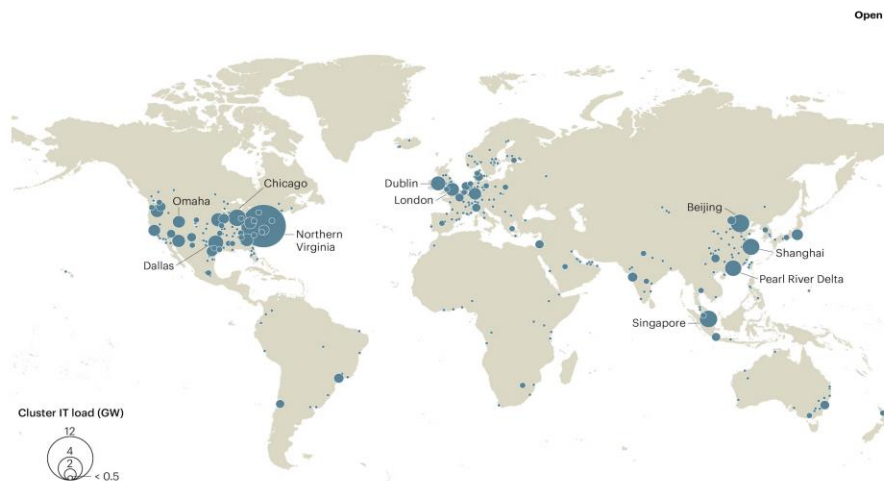 Open
Chicago
Omaha
Northern
Virginia
Dallas
Dublin
London
Beijing
Shanghai
Pearl River Delta
Singapore
Cluster IT load (GW)
12
4
2
< 0.5